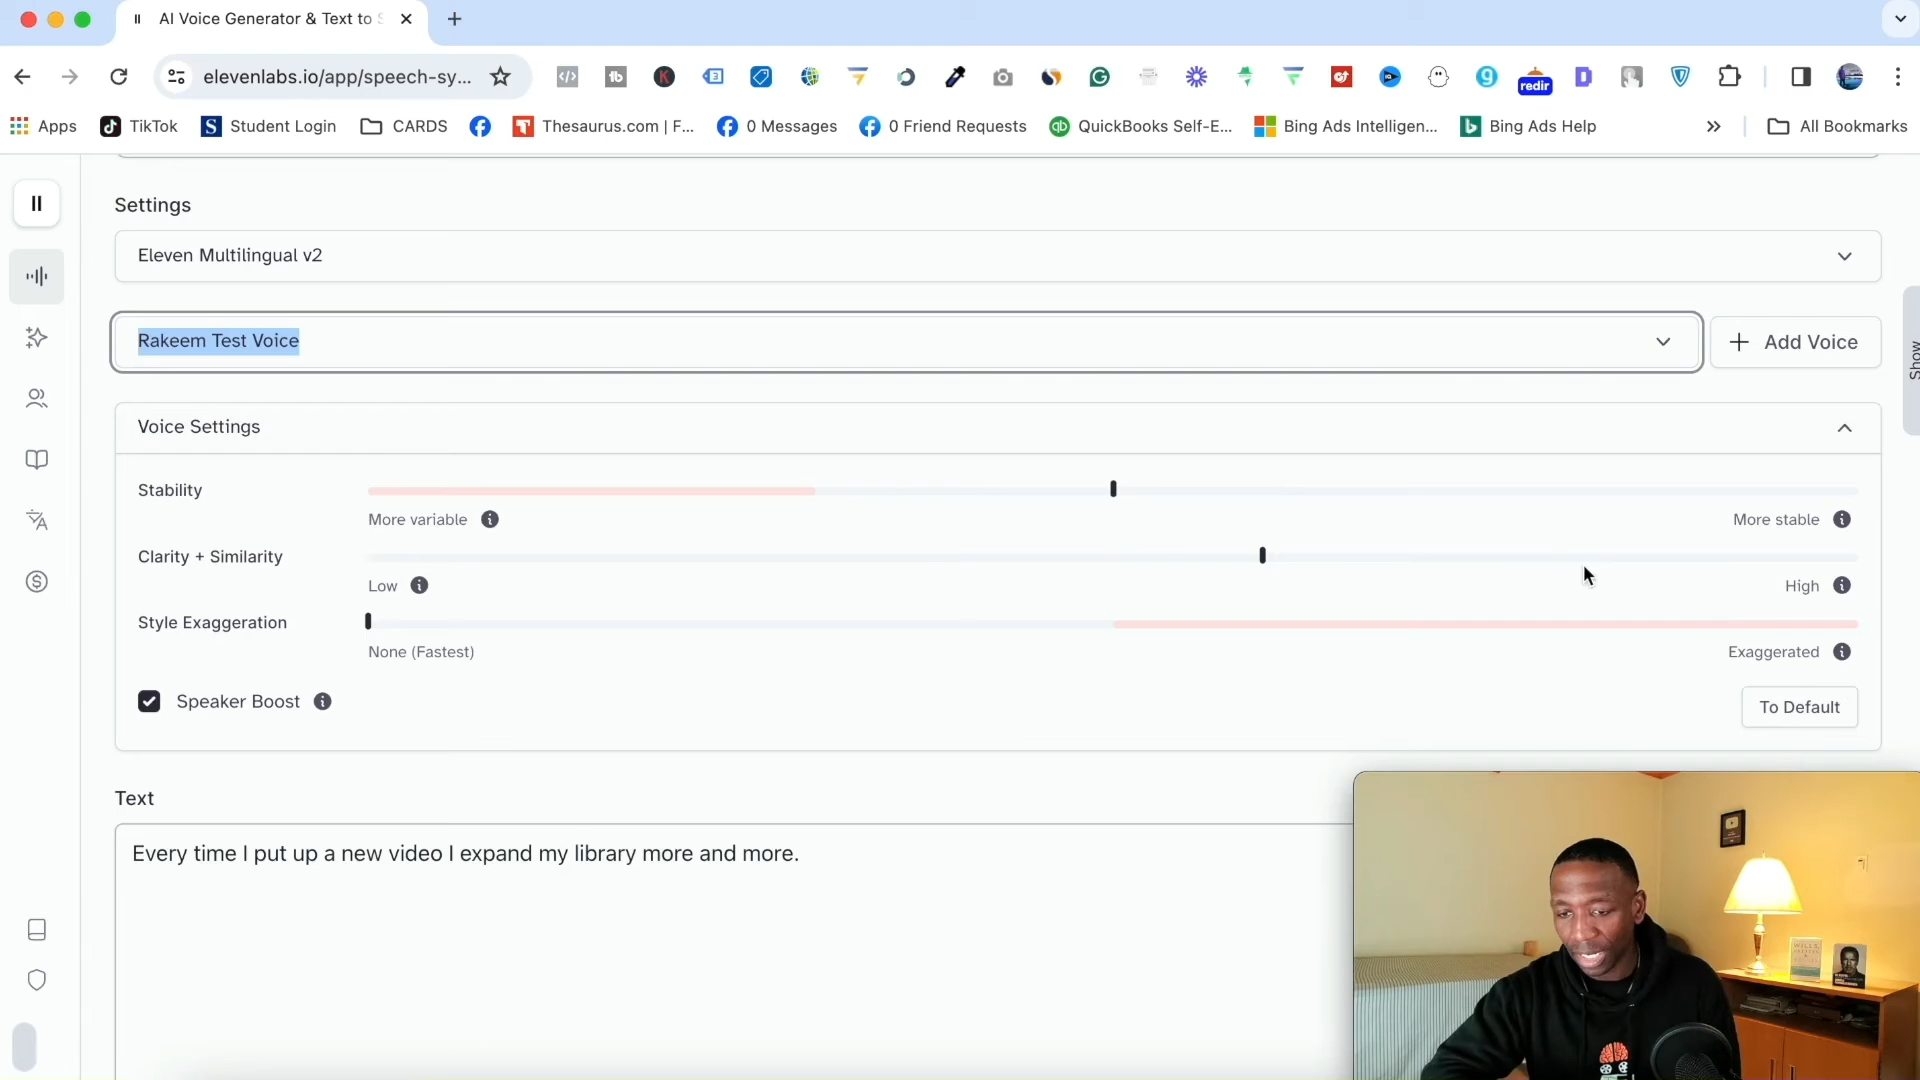 AI Voice Generator & Text to S
elevenlabs.io/app/speech-sy...
redir
Apps
TikTok
Student Login
CARDS
Thesaurus.com | F...
0 Messages
0 Friend Requests
QuickBooks Self-E...
Bing Ads Intelligen...
Bing Ads Help
All Bookmarks
Settings
Eleven Multilingual v2
Rakeem Test Voice
Add Voice
Show
Voice Settings
Stability
More variable
More stable
Clarity + Similarity
Low
High
Style Exaggeration
None (Fastest)
Exaggerated
Speaker Boost
To Default
Text
Every time I put up a new video I expand my library more and more.